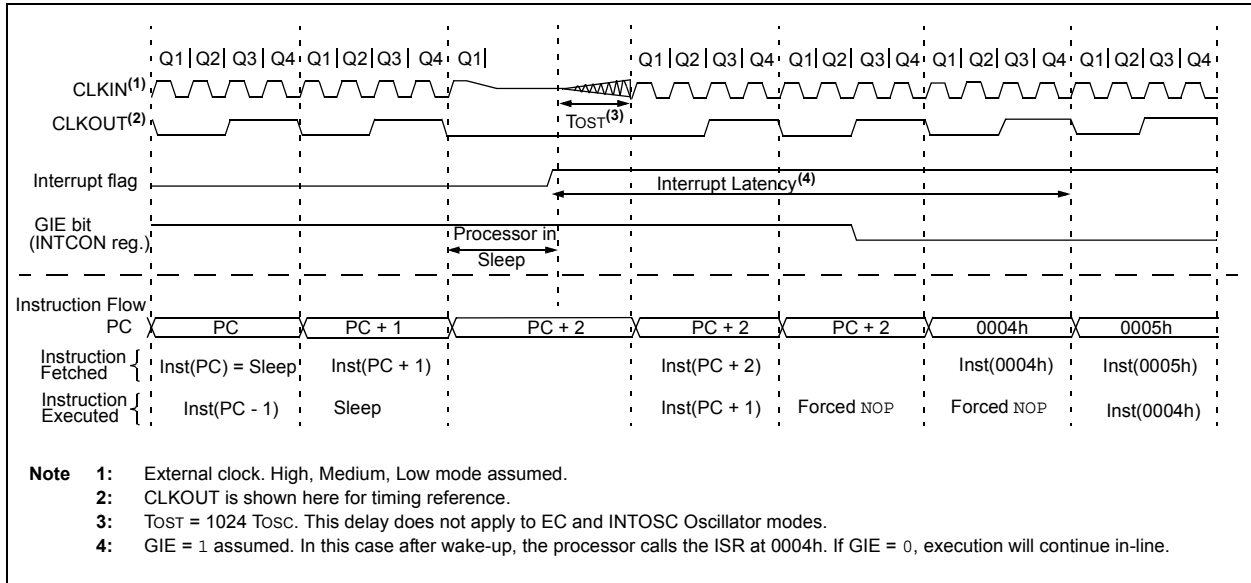 Q1 Q2 Q3 Q4 Q1 Q2 Q3 Q4 Q1 Q1 Q2 Q3 Q4 Q1 Q2 Q3 Q4 Q1 Q2 Q3 Q4 Q1 Q2 Q3 Q4
CLKIN(1)
TOST(3)
CLKOUT(2)
Interrupt flag
Interrupt Latency(4)
GIE bit
(INTCON reg.)
Processor in
Sleep
Instruction Flow
PC PC PC + 1 PC + 2 PC + 2 PC + 2 0004h 0005h
Instruction
Fetched { Inst(PC) = Sleep Inst(PC + 1) Inst(PC + 2) Inst(0004h) Inst(0005h)
Instruction
Executed { Inst(PC - 1) Sleep Inst(PC + 1) Forced NOP Forced NOP Inst(0004h)
Note 1: External clock. High, Medium, Low mode assumed.
2: CLKOUT is shown here for timing reference.
3: TOST = 1024 TOSC. This delay does not apply to EC and INTOSC Oscillator modes.
4: GIE = 1 assumed. In this case after wake-up, the processor calls the ISR at 0004h. If GIE = 0, execution will continue in-line.